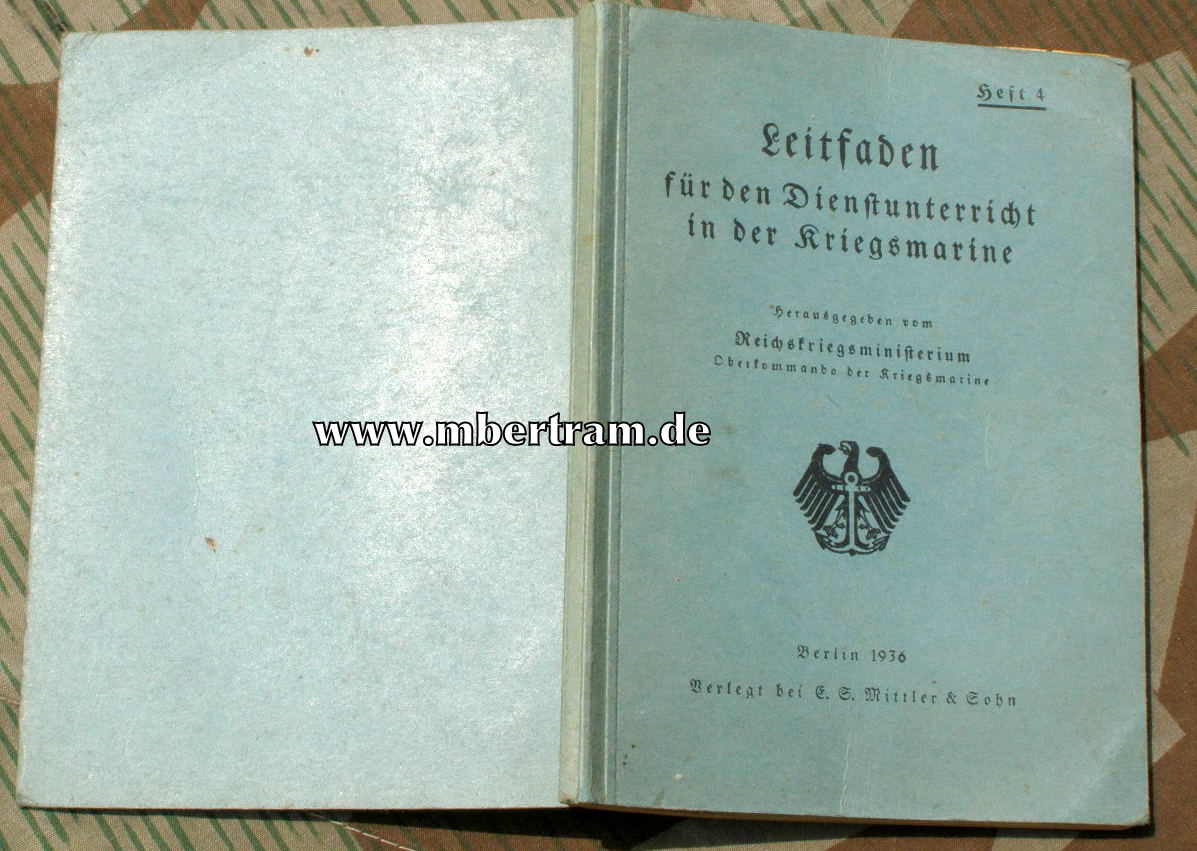 Heft 4
Leitfaden
für den Dienstunterricht
in der Kriegsmarine
Herausgegeben vom
Reichskriegsministerium
Oberkommando der Kriegsmarine
www.mbertram.de
Berlin 1936
Verlegt bei E. S. Mittler & Sohn